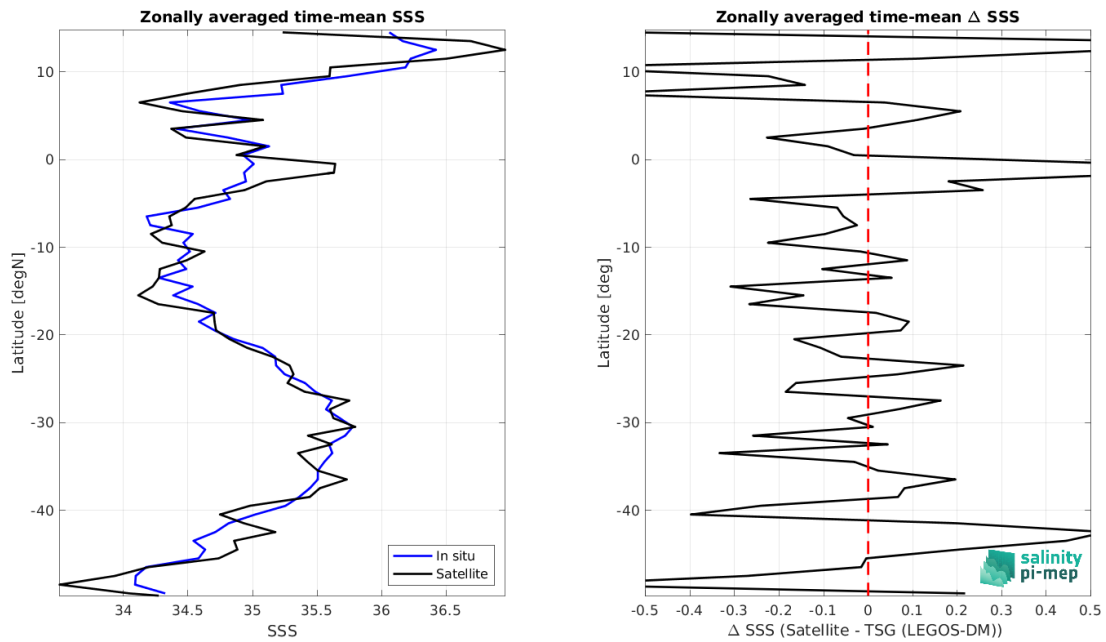 Zonally averaged time-mean SSS
Latitude [degN]
10
0
-10
-20
-30
-40
34
34.5
35
35.5
36
36.5
SSS
In situ
Satellite
Zonally averaged time-mean Δ SSS
Latitude [deg]
10
0
-10
-20
-30
-40
-0.5
-0.4
-0.3
-0.2
-0.1
0
0.1
0.2
0.3
0.4
0.5
Δ SSS (Satellite - TSG (LEGOS-DM))
salinity
pi-mep